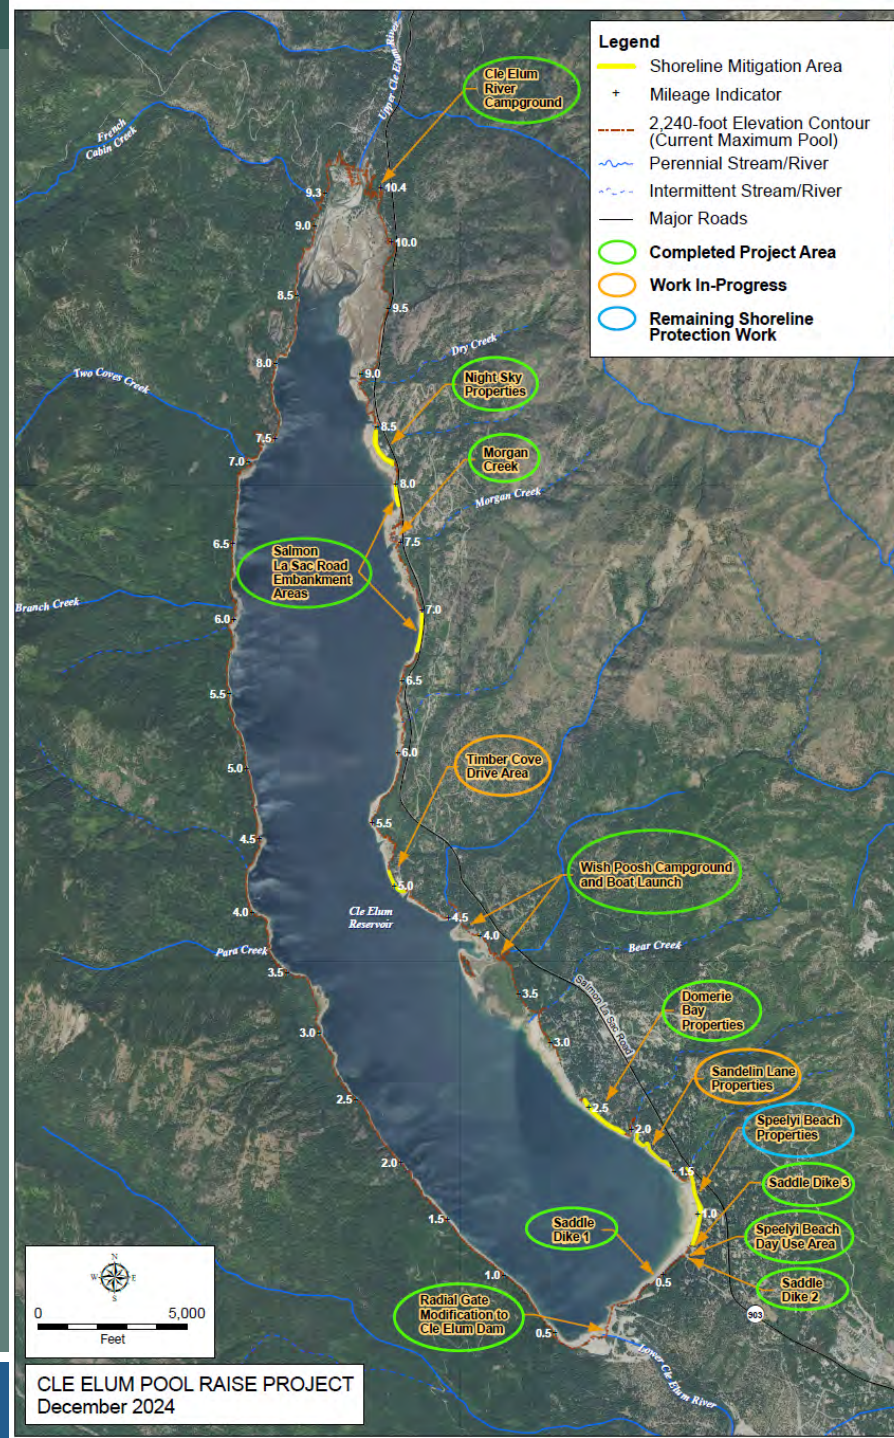 Legend
Shoreline Mitigation Area
Mileage Indicator
2,240-foot Elevation Contour
(Current Maximum Pool)
Perennial Stream/River
Intermittent Stream/River
Major Roads
Completed Project Area
Work In-Progress
Remaining Shoreline
Protection Work
Upper Cle Elum River
Cle Elum
River
Campground
French
Cabin Creek
9.3
10.4
9.0
10.0
8.5
9.5
Dry Creek
8.0
9.0
Two Coves Creek
Night Sky
Properties
8.5
7.5
7.0
Morgan
Creek
8.0
Morgan Creek
6.5
7.5
Salmon
La Sac Road
Embankment
Areas
Branch Creek
7.0
6.0
6.5
5.5
6.0
Timber Cove
Drive Area
5.0
5.5
4.5
Wish Poosh Campground
and Boat Launch
5.0
4.0
Cle Elum
Reservoir
4.5
4.0
Bear Creek
Para Creek
3.5
Salmon La Sac Road
3.5
Domerie
Bay
Properties
3.0
3.0
Sandelin Lane
Properties
2.5
2.5
2.0
Speelyi Beach
Properties
2.0
1.5
Saddle Dike 3
1.5
1.0
Saddle
Dike 1
Speelyi Beach
Day Use Area
1.0
0.5
Saddle
Dike 2
Radial Gate
Modification to
Cle Elum Dam
0.5
903
Lower Cle Elum River
N
W
E
S
0
5,000
Feet
CLE ELUM POOL RAISE PROJECT
December 2024